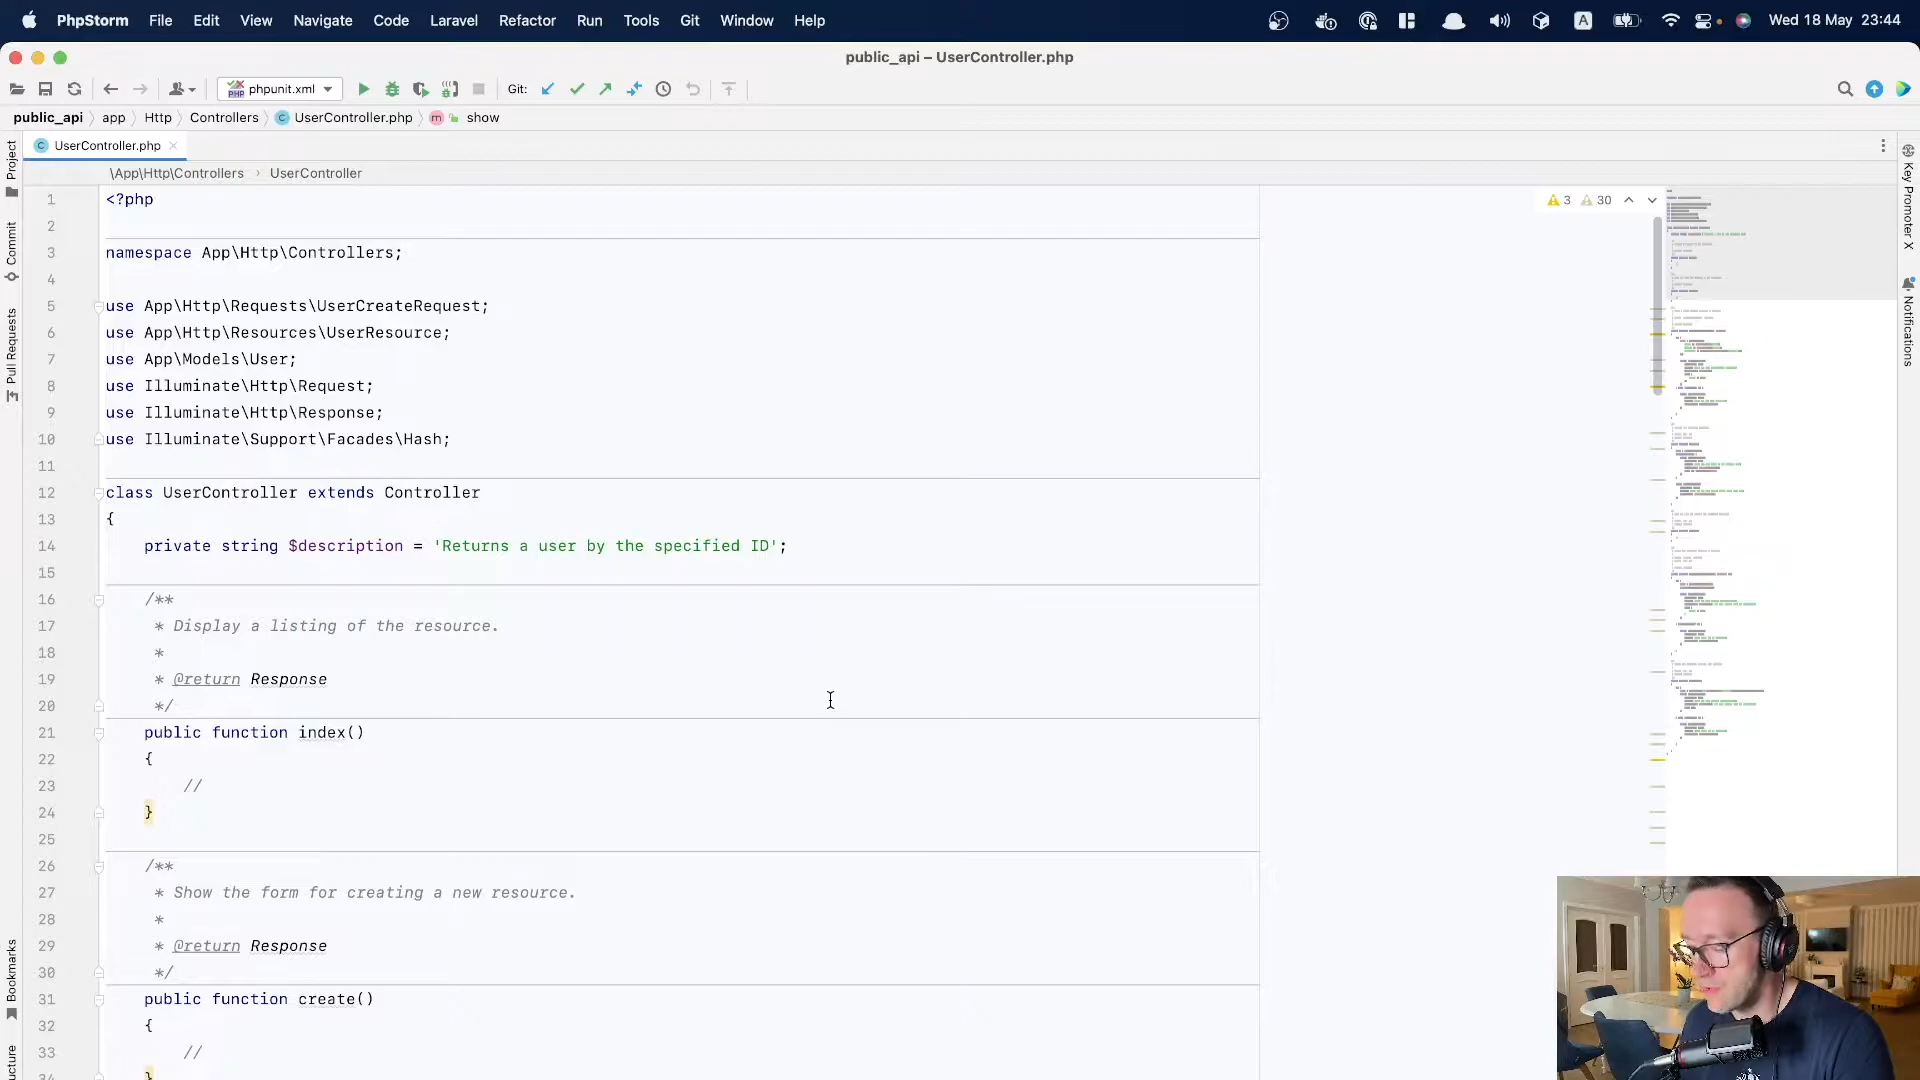 PhpStorm File Edit View Navigate Code Laravel Refactor Run Tools Git Window Help A Wed 18 May 23:44
public_api – UserController.php
phpunit.xml Git:
public_api app Http Controllers C UserController.php m show
C UserController.php
\App\Http\Controllers › UserController
Project
Commit
Pull Requests
Bookmarks
ucture
Key Promoter X
Notifications
3 30
1 <?php
2
3 namespace App\Http\Controllers;
4
5 use App\Http\Requests\UserCreateRequest;
6 use App\Http\Resources\UserResource;
7 use App\Models\User;
8 use Illuminate\Http\Request;
9 use Illuminate\Http\Response;
10 use Illuminate\Support\Facades\Hash;
11
12 class UserController extends Controller
13 {
14 private string $description = 'Returns a user by the specified ID';
15
16 /**
17 * Display a listing of the resource.
18 *
19 * @return Response
20 */
21 public function index()
22 {
23 //
24 }
25
26 /**
27 * Show the form for creating a new resource.
28 *
29 * @return Response
30 */
31 public function create()
32 {
33 //
34 }